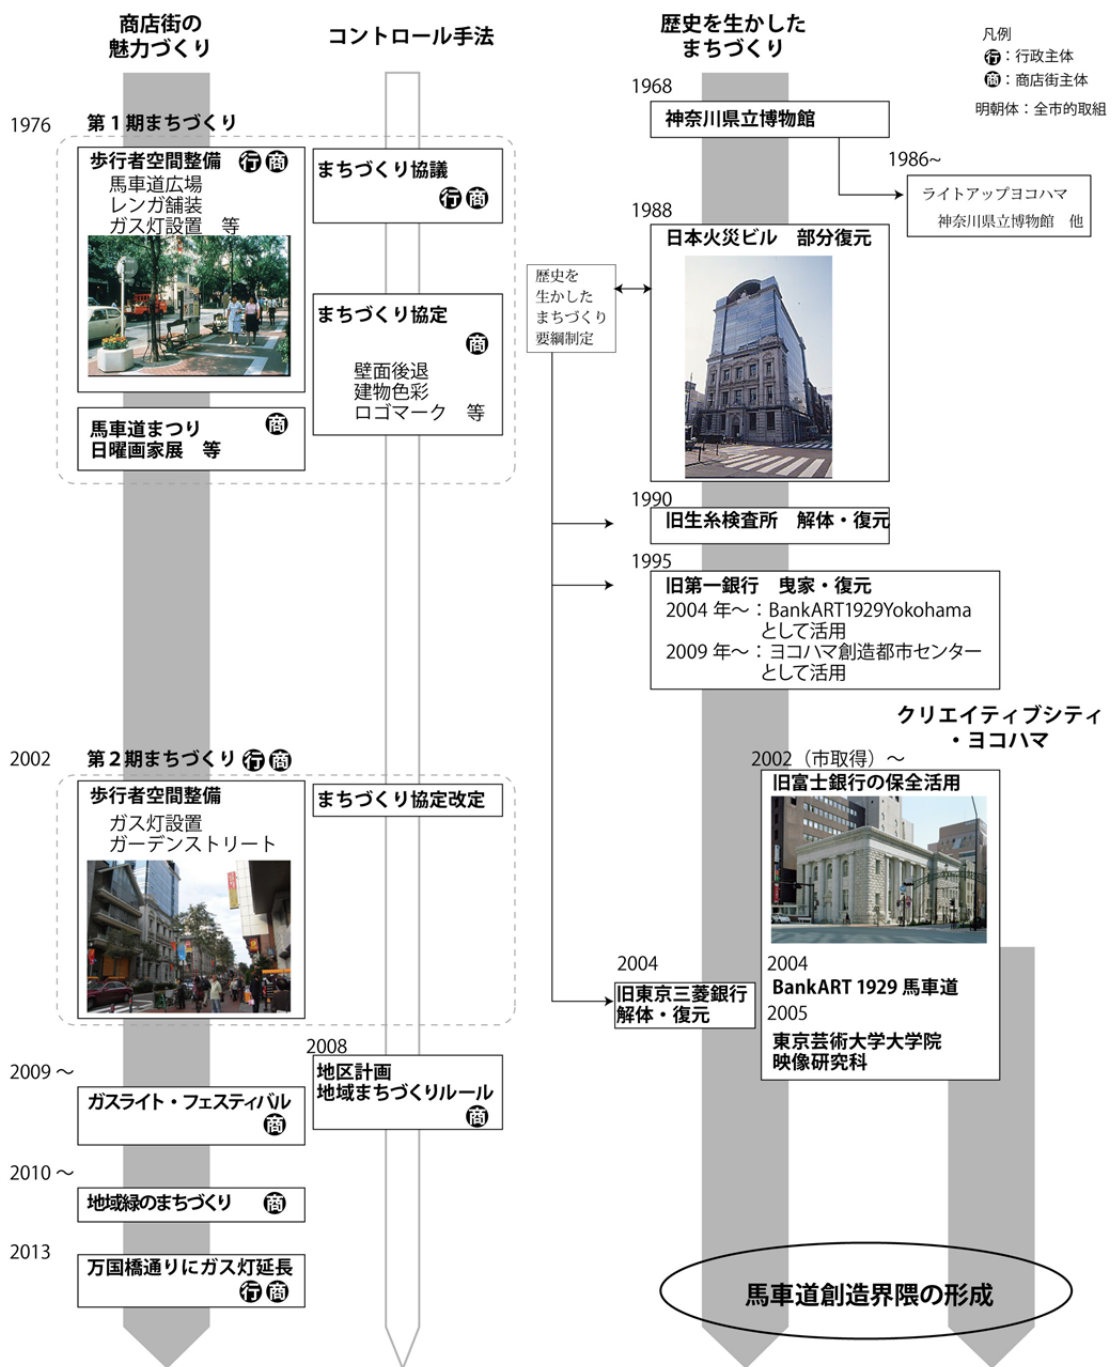 商店街の
魅力づくり
コントロール手法
歴史を生かした
まちづくり
凡例
行：行政主体
商：商店街主体
明朝体：全市的取組
1976
第1期まちづくり
歩行者空間整備 行 商
馬車道広場
レンガ舗装
ガス灯設置 等
馬車道まつり 商
日曜画家展 等
まちづくり協議
行 商
まちづくり協定
商
壁面後退
建物色彩
ロゴマーク 等
1968
神奈川県立博物館
1986~
ライトアップヨコハマ
神奈川県立博物館 他
1988
日本火災ビル 部分復元
歴史を
生かした
まちづくり
要綱制定
1990
旧生糸検査所 解体・復元
1995
旧第一銀行 曳家・復元
2004年～：BankART1929Yokohama
として活用
2009年～：ヨコハマ創造都市センター
として活用
2002
第2期まちづくり 行 商
歩行者空間整備
ガス灯設置
ガーデンストリート
まちづくり協定改定
クリエイティブシティ
・ヨコハマ
2002（市取得）～
旧富士銀行の保全活用
2004
BankART 1929 馬車道
2005
東京芸術大学大学院
映像研究科
2004
旧東京三菱銀行
解体・復元
2008
地区計画
地域まちづくりルール
商
2009～
ガスライト・フェスティバル
商
2010～
地域緑のまちづくり 商
2013
万国橋通りにガス灯延長
行 商
馬車道創造界隈の形成